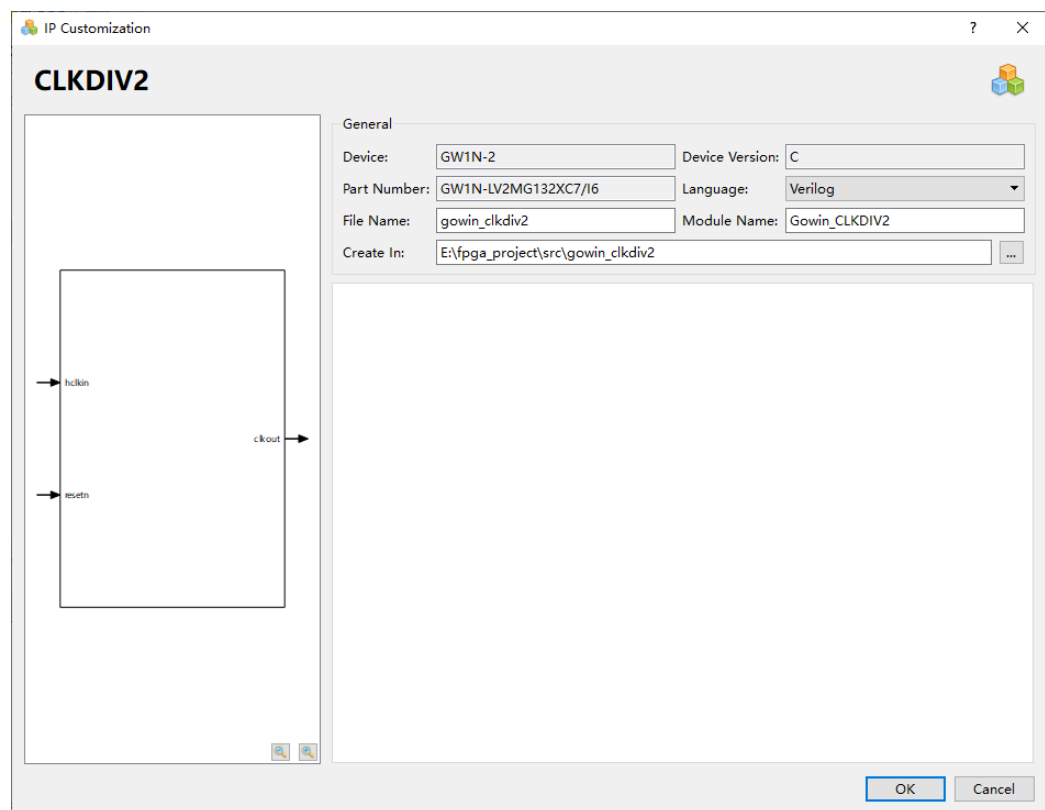 IP Customization
?
CLKDIV2
General
Device: GW1N-2 Device Version: C
Part Number: GW1N-LV2MG132XC7/I6 Language: Verilog
File Name: gowin_clkdiv2 Module Name: Gowin_CLKDIV2
Create In: E:\fpga_project\src\gowin_clkdiv2 ...
hclkin
clkout
resetn
OK Cancel